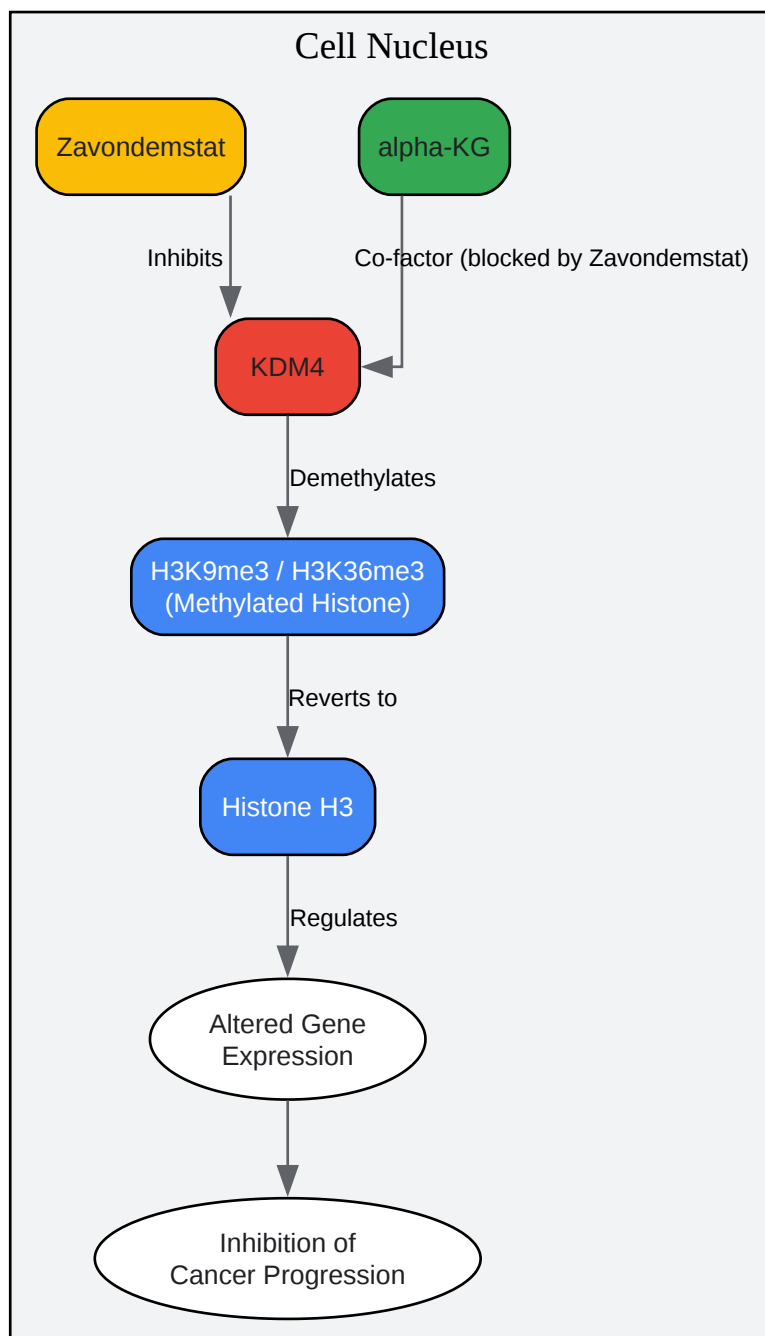 Cell Nucleus
Zavondemstat
alpha-KG
Inhibits
Co-factor (blocked by Zavondemstat)
KDM4
Demethylates
H3K9me3 / H3K36me3
(Methylated Histone)
Reverts to
Histone H3
Regulates
Altered Gene
Expression
Inhibition of
Cancer Progression